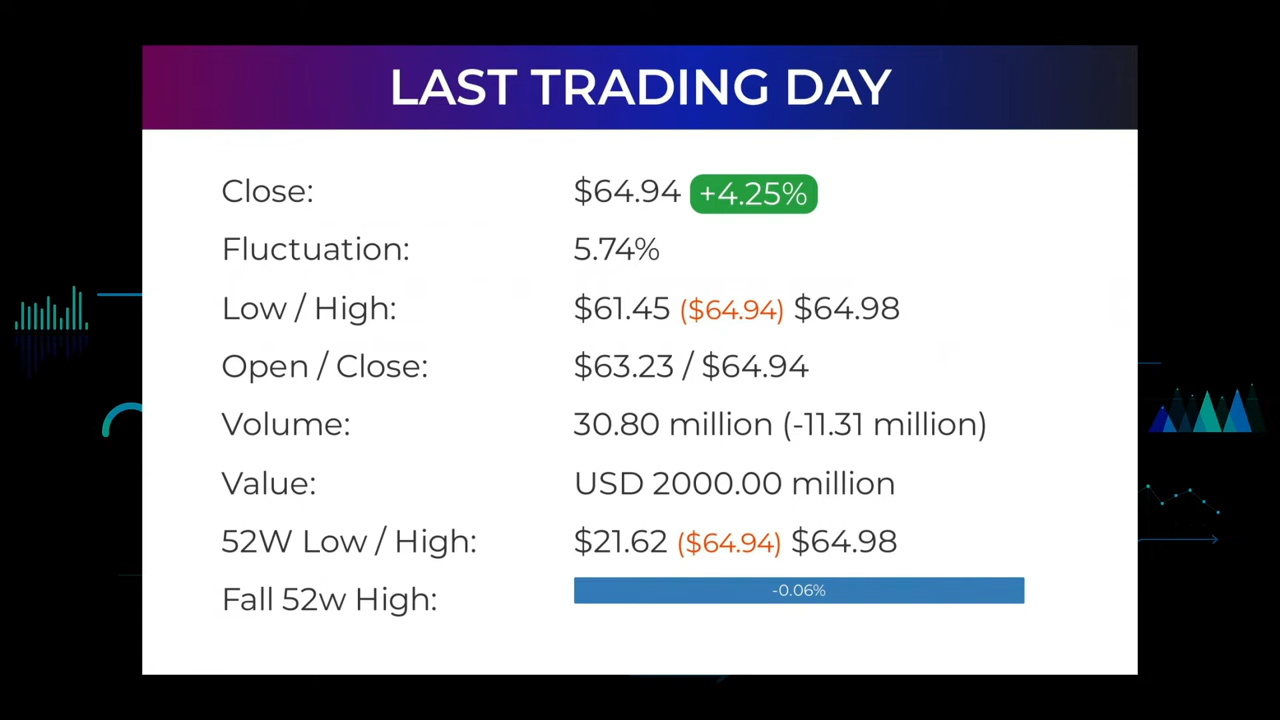 LAST TRADING DAY
Close: $64.94 +4.25%
Fluctuation: 5.74%
Low / High: $61.45 ($64.94) $64.98
Open / Close: $63.23 / $64.94
Volume: 30.80 million (-11.31 million)
Value: USD 2000.00 million
52W Low / High: $21.62 ($64.94) $64.98
Fall 52w High: -0.06%